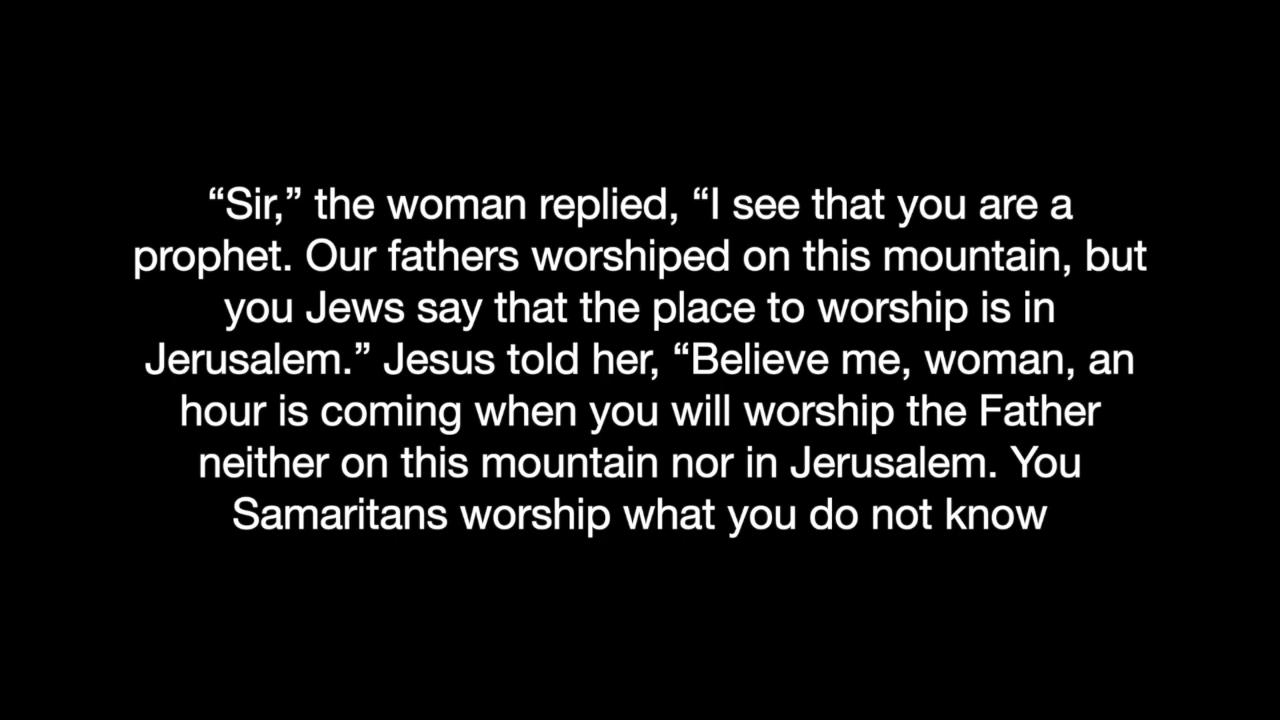 “Sir,” the woman replied, “I see that you are a
prophet. Our fathers worshiped on this mountain, but
you Jews say that the place to worship is in
Jerusalem.” Jesus told her, “Believe me, woman, an
hour is coming when you will worship the Father
neither on this mountain nor in Jerusalem. You
Samaritans worship what you do not know